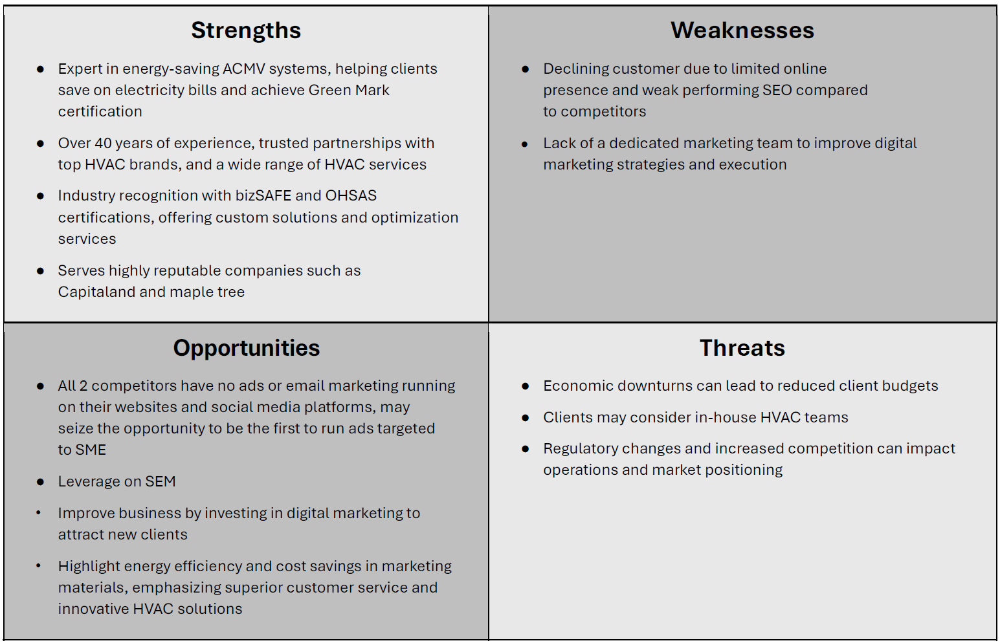 Strengths
● Expert in energy-saving ACMV systems, helping clients
save on electricity bills and achieve Green Mark
certification
● Over 40 years of experience, trusted partnerships with
top HVAC brands, and a wide range of HVAC services
● Industry recognition with bizSAFE and OHSAS
certifications, offering custom solutions and optimization
services
● Serves highly reputable companies such as
Capitaland and maple tree
Weaknesses
● Declining customer due to limited online
presence and weak performing SEO compared
to competitors
● Lack of a dedicated marketing team to improve digital
marketing strategies and execution
Opportunities
● All 2 competitors have no ads or email marketing running
on their websites and social media platforms, may
seize the opportunity to be the first to run ads targeted
to SME
● Leverage on SEM
• Improve business by investing in digital marketing to
attract new clients
• Highlight energy efficiency and cost savings in marketing
materials, emphasizing superior customer service and
innovative HVAC solutions
Threats
● Economic downturns can lead to reduced client budgets
● Clients may consider in-house HVAC teams
● Regulatory changes and increased competition can impact
operations and market positioning